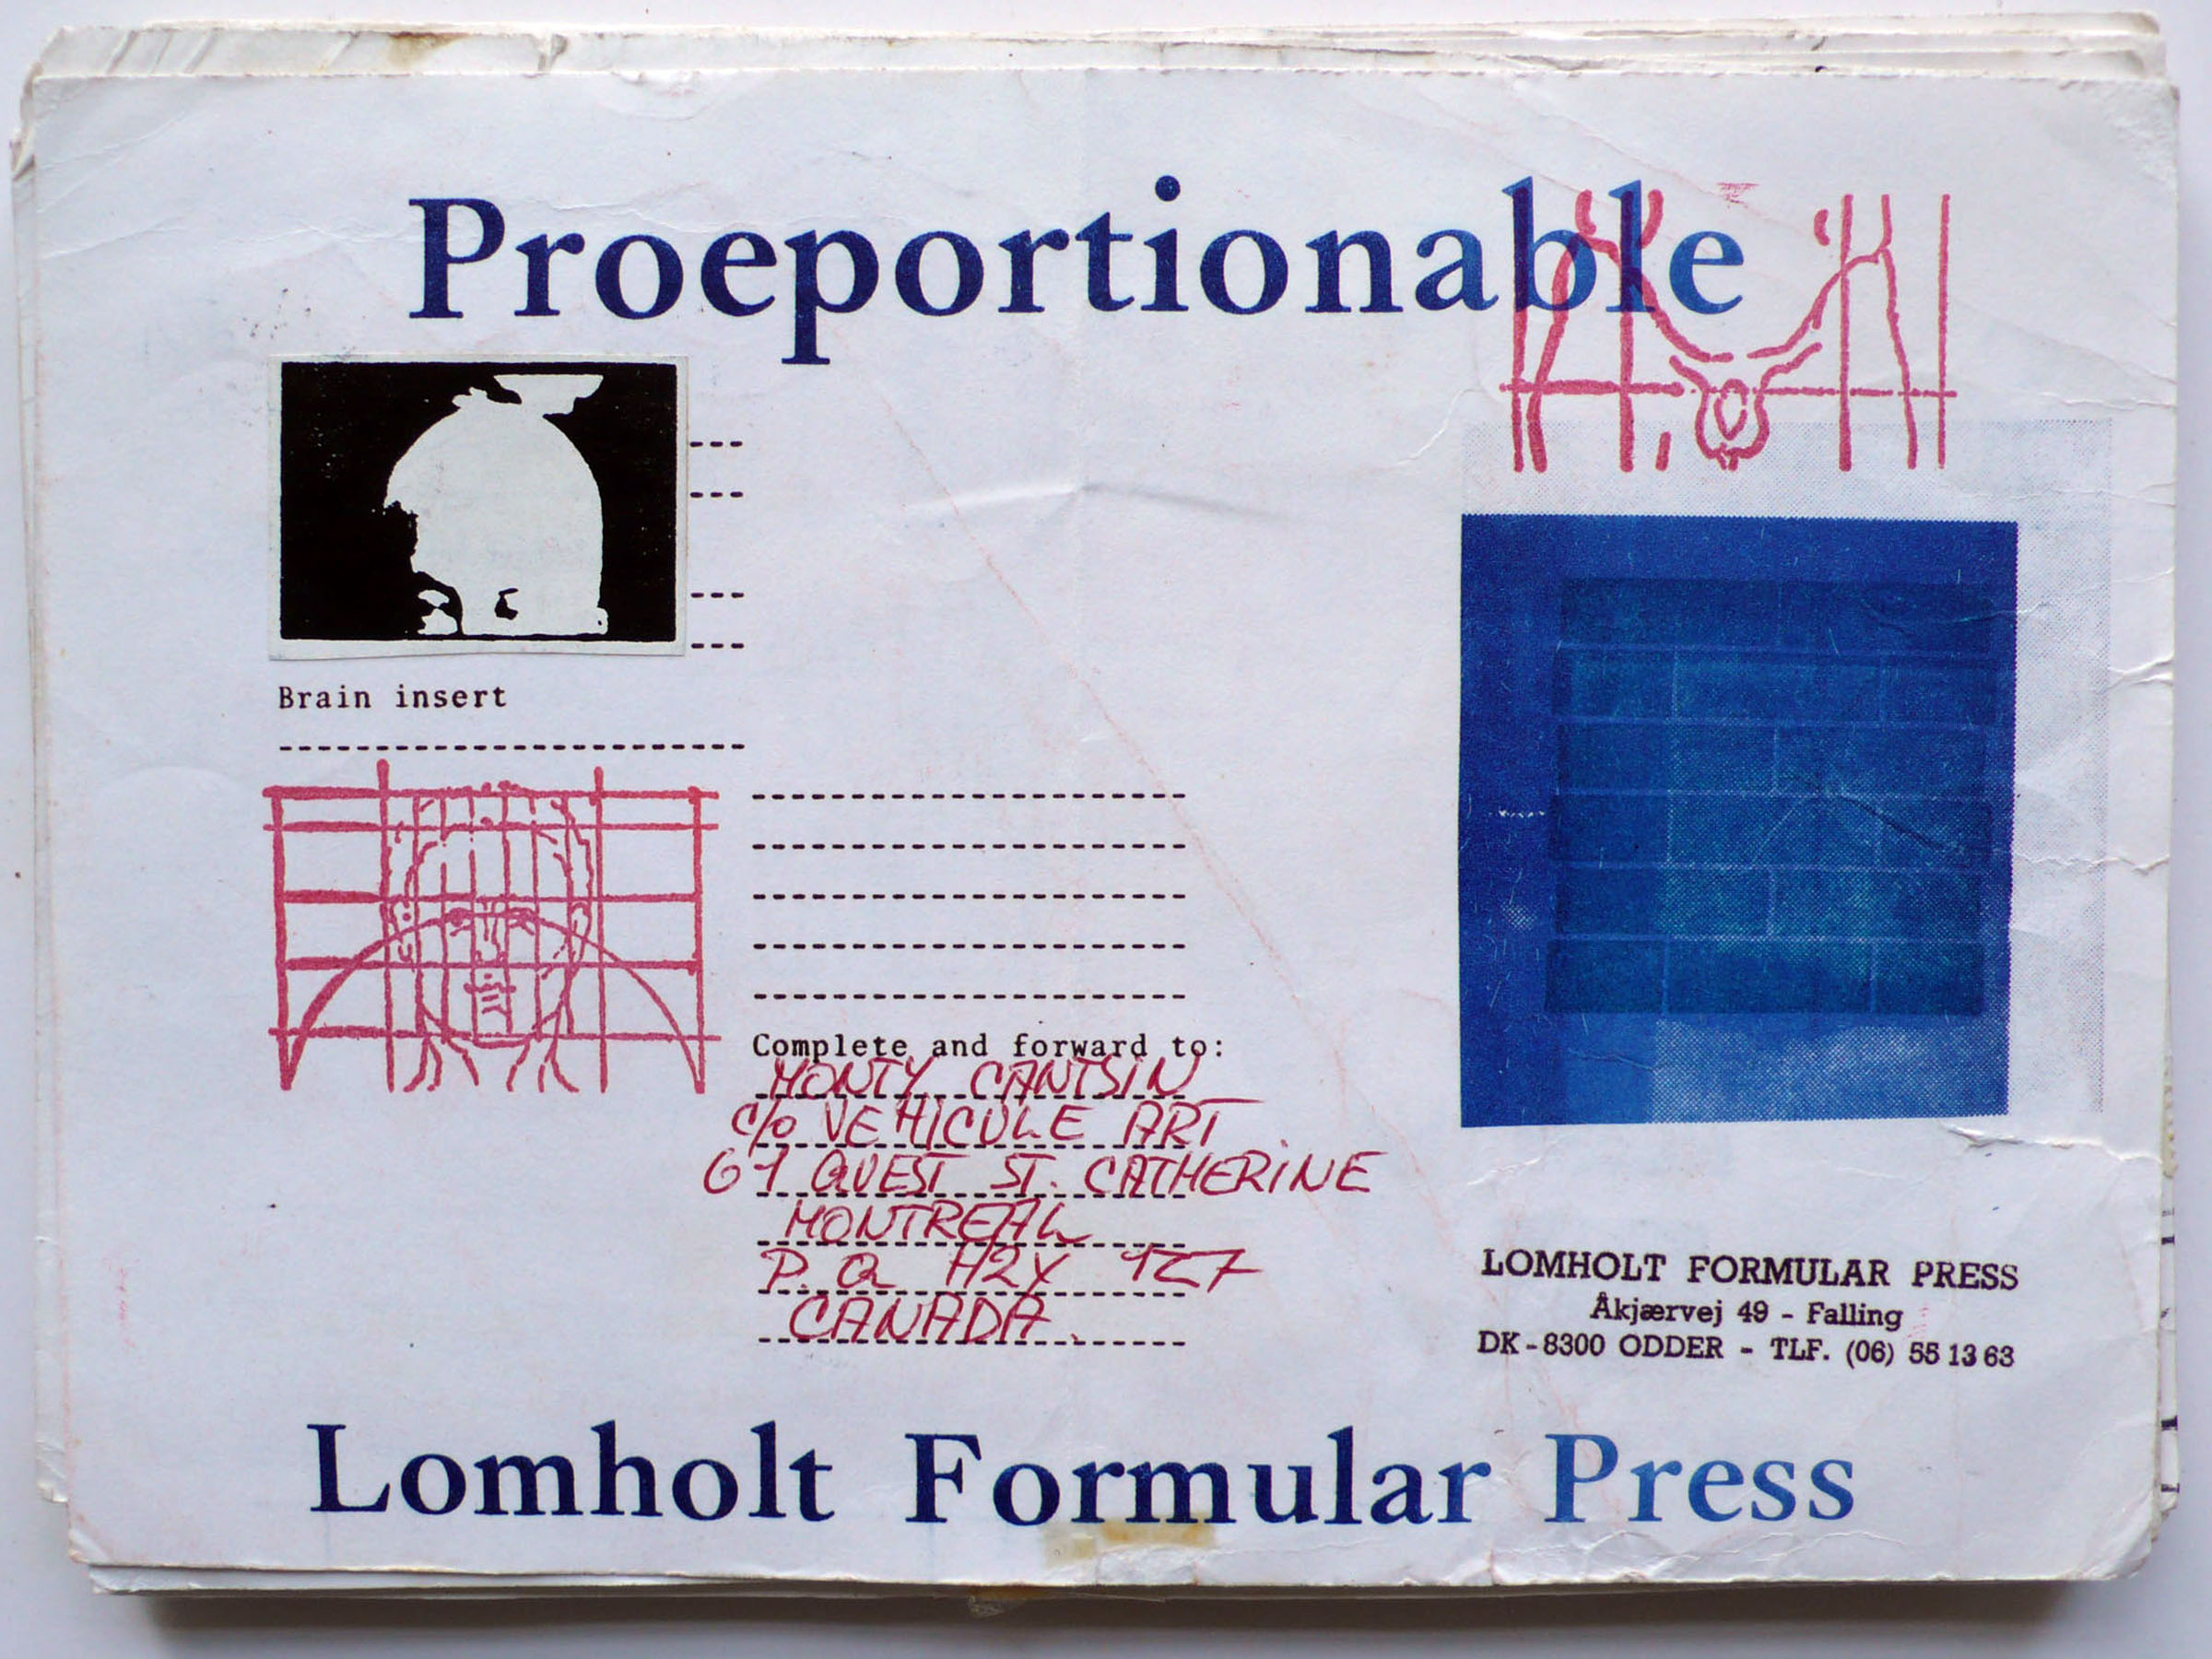 Proeportionable
Brain insert
Complete and forward to:
MONTY CANTSIN
c/o VEHICULE ART
61 QUEST ST. CATHERINE
MONTREAL
P. Q H2X 1Z7
CANADA
LOMHOLT FORMULAR PRESS
Åkjærvej 49 - Falling
DK-8300 ODDER - TLF. (06) 55 13 63
Lomholt Formular Press